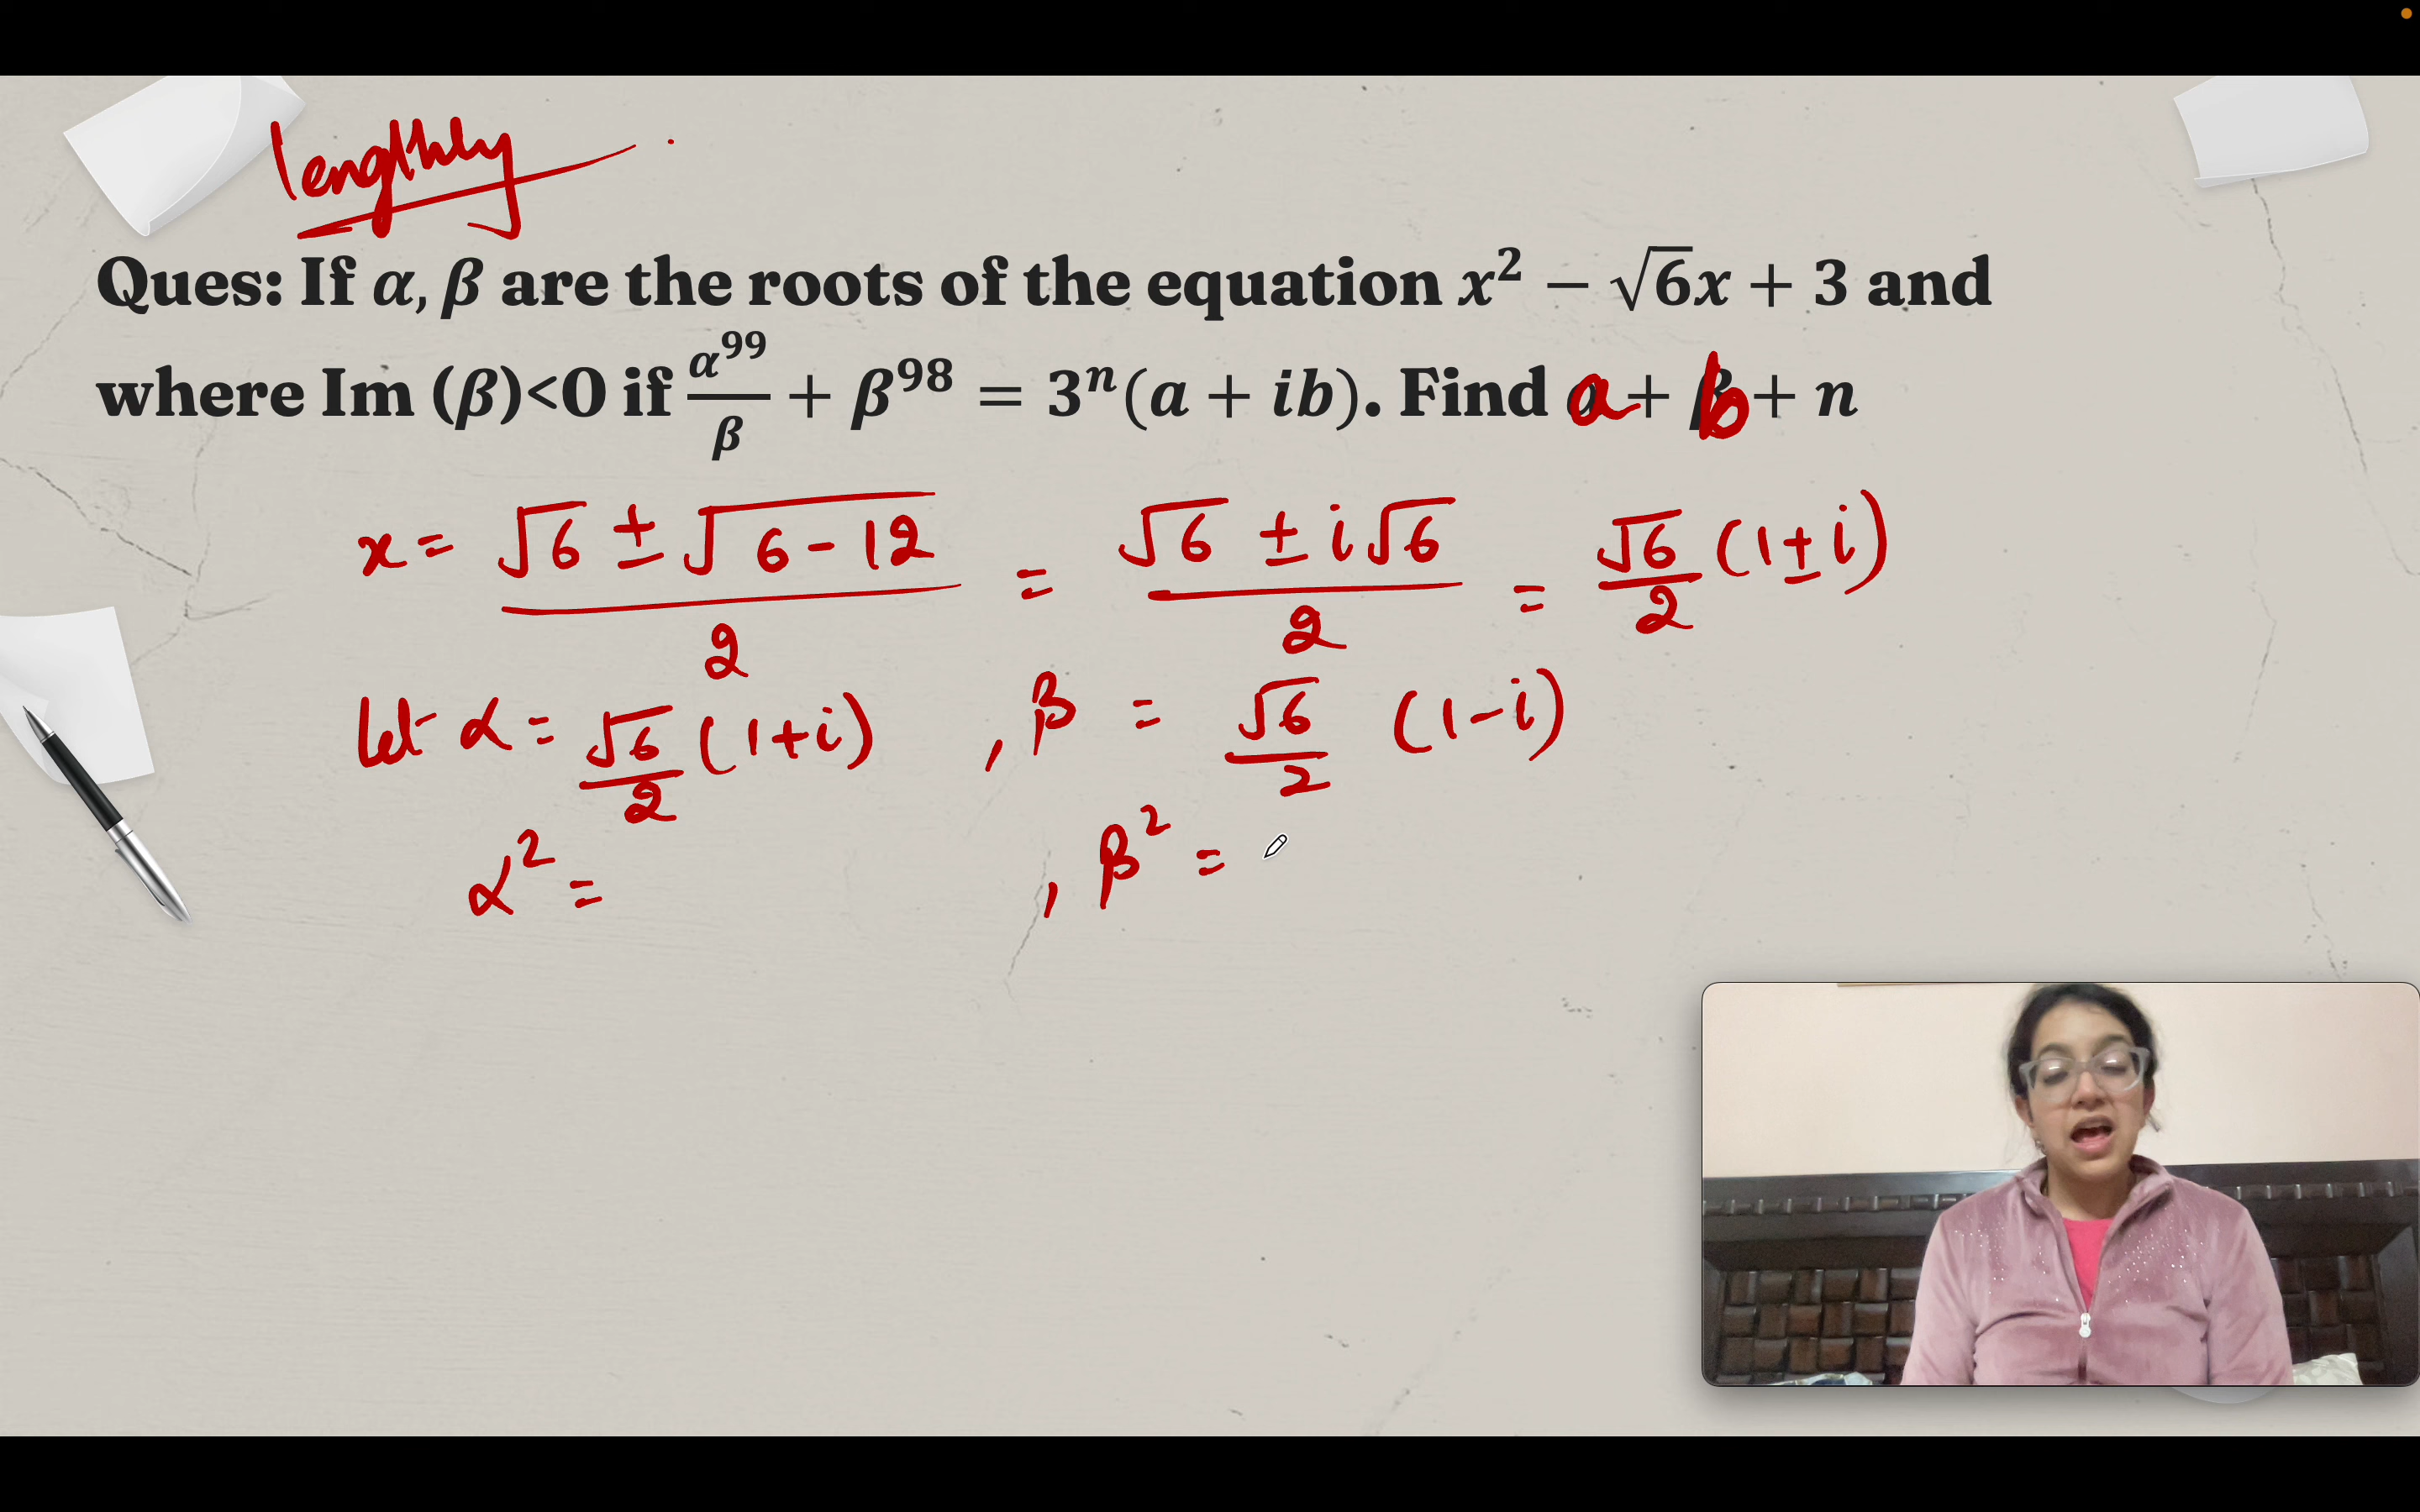 lengthly
Ques: If α, β are the roots of the equation x² − √6x + 3 and
where Im (β)<0 if α⁹⁹/β + β⁹⁸ = 3ⁿ(a + ib). Find a + b + n
x = (√6 ± √(6 - 12))/2 = (√6 ± i√6)/2 = √6/2 (1 ± i)
let α = √6/2 (1+i) , β = √6/2 (1-i)
α² = , β² =